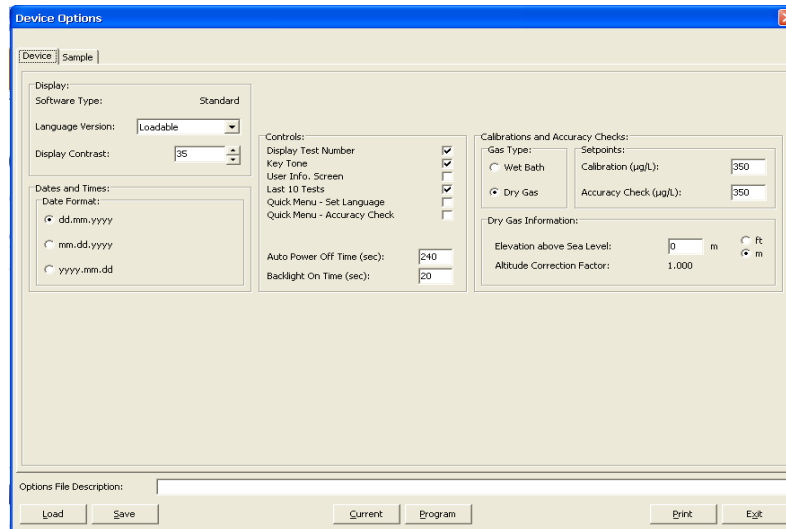 Device Options
Device Sample
Display:
Software Type: Standard
Language Version: Loadable
Display Contrast: 35
Dates and Times:
Date Format:
dd.mm.yyyy
mm.dd.yyyy
yyyy.mm.dd
Controls:
Display Test Number
Key Tone
User Info. Screen
Last 10 Tests
Quick Menu - Set Language
Quick Menu - Accuracy Check
Auto Power Off Time (sec): 240
Backlight On Time (sec): 20
Calibrations and Accuracy Checks:
Gas Type:
Wet Bath
Dry Gas
Setpoints:
Calibration (µg/L): 350
Accuracy Check (µg/L): 350
Dry Gas Information:
Elevation above Sea Level: 0 m
ft
m
Altitude Correction Factor: 1.000
Options File Description:
Load Save Current Program Print Exit